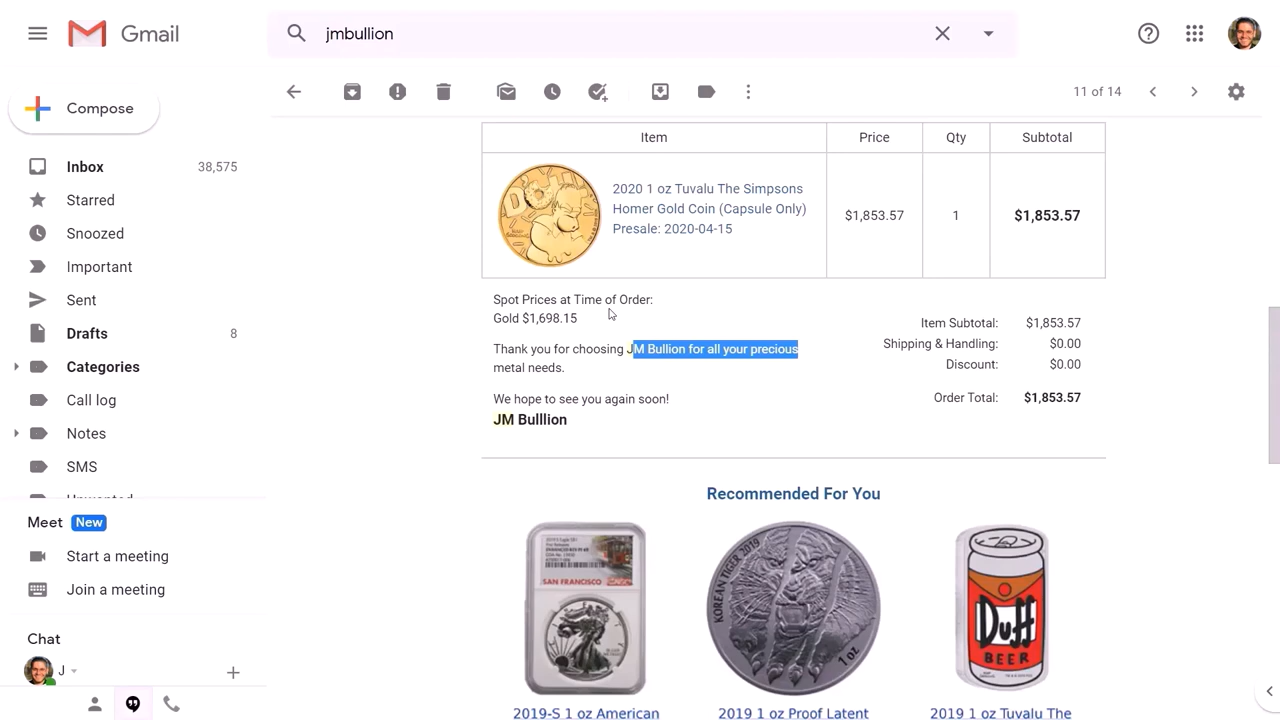 Gmail
jmbullion
Compose
11 of 14
Inbox 38,575
Starred
Snoozed
Important
Sent
Drafts 8
Categories
Call log
Notes
SMS
Unwanted
Meet New
Start a meeting
Join a meeting
Chat
J
Item Price Qty Subtotal
2020 1 oz Tuvalu The Simpsons
Homer Gold Coin (Capsule Only)
Presale: 2020-04-15
$1,853.57 1 $1,853.57
Spot Prices at Time of Order:
Gold $1,698.15
Thank you for choosing JM Bullion for all your precious
metal needs.
We hope to see you again soon!
JM Bulllion
Item Subtotal: $1,853.57
Shipping & Handling: $0.00
Discount: $0.00
Order Total: $1,853.57
Recommended For You
SAN FRANCISCO
KOREAN TIGER 2019
1 oz
Duff
BEER
2019-S 1 oz American
2019 1 oz Proof Latent
2019 1 oz Tuvalu The